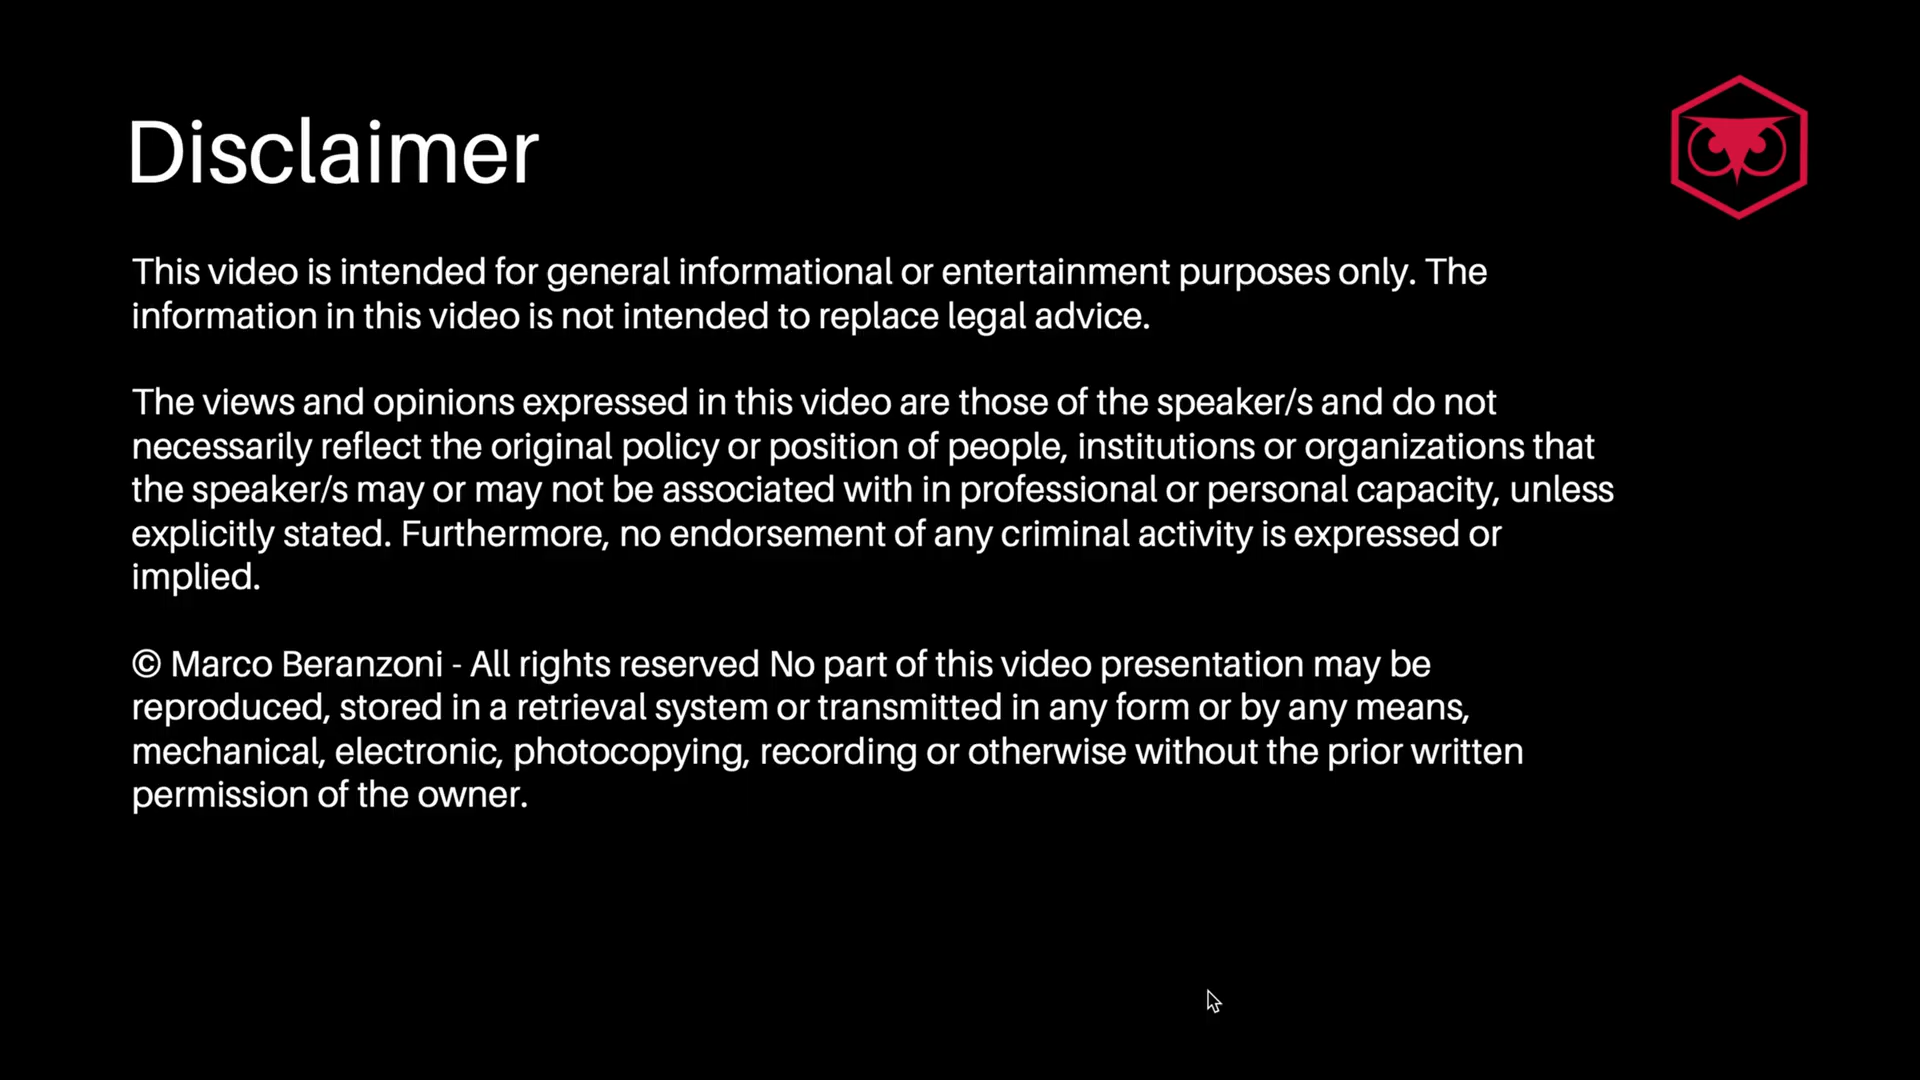 Disclaimer
This video is intended for general informational or entertainment purposes only. The
information in this video is not intended to replace legal advice.
The views and opinions expressed in this video are those of the speaker/s and do not
necessarily reflect the original policy or position of people, institutions or organizations that
the speaker/s may or may not be associated with in professional or personal capacity, unless
explicitly stated. Furthermore, no endorsement of any criminal activity is expressed or
implied.
© Marco Beranzoni - All rights reserved No part of this video presentation may be
reproduced, stored in a retrieval system or transmitted in any form or by any means,
mechanical, electronic, photocopying, recording or otherwise without the prior written
permission of the owner.